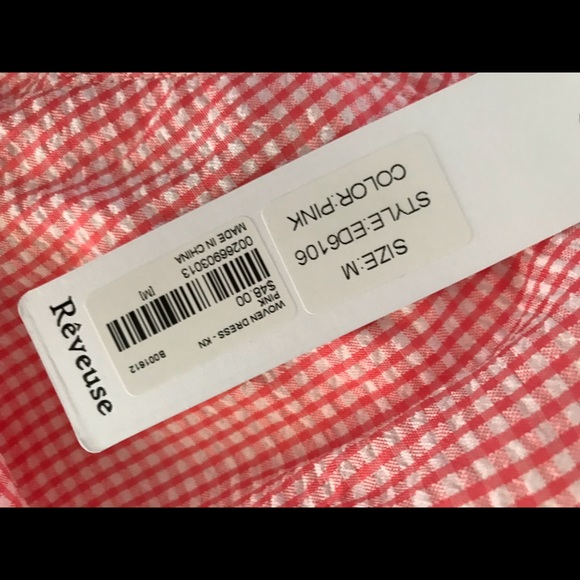 Rêveuse
WOVEN DRESS - KN
PINK
$48.00
B001612
[M]
00266903013
MADE IN CHINA
SIZE:M
STYLE:ED6106
COLOR:PINK